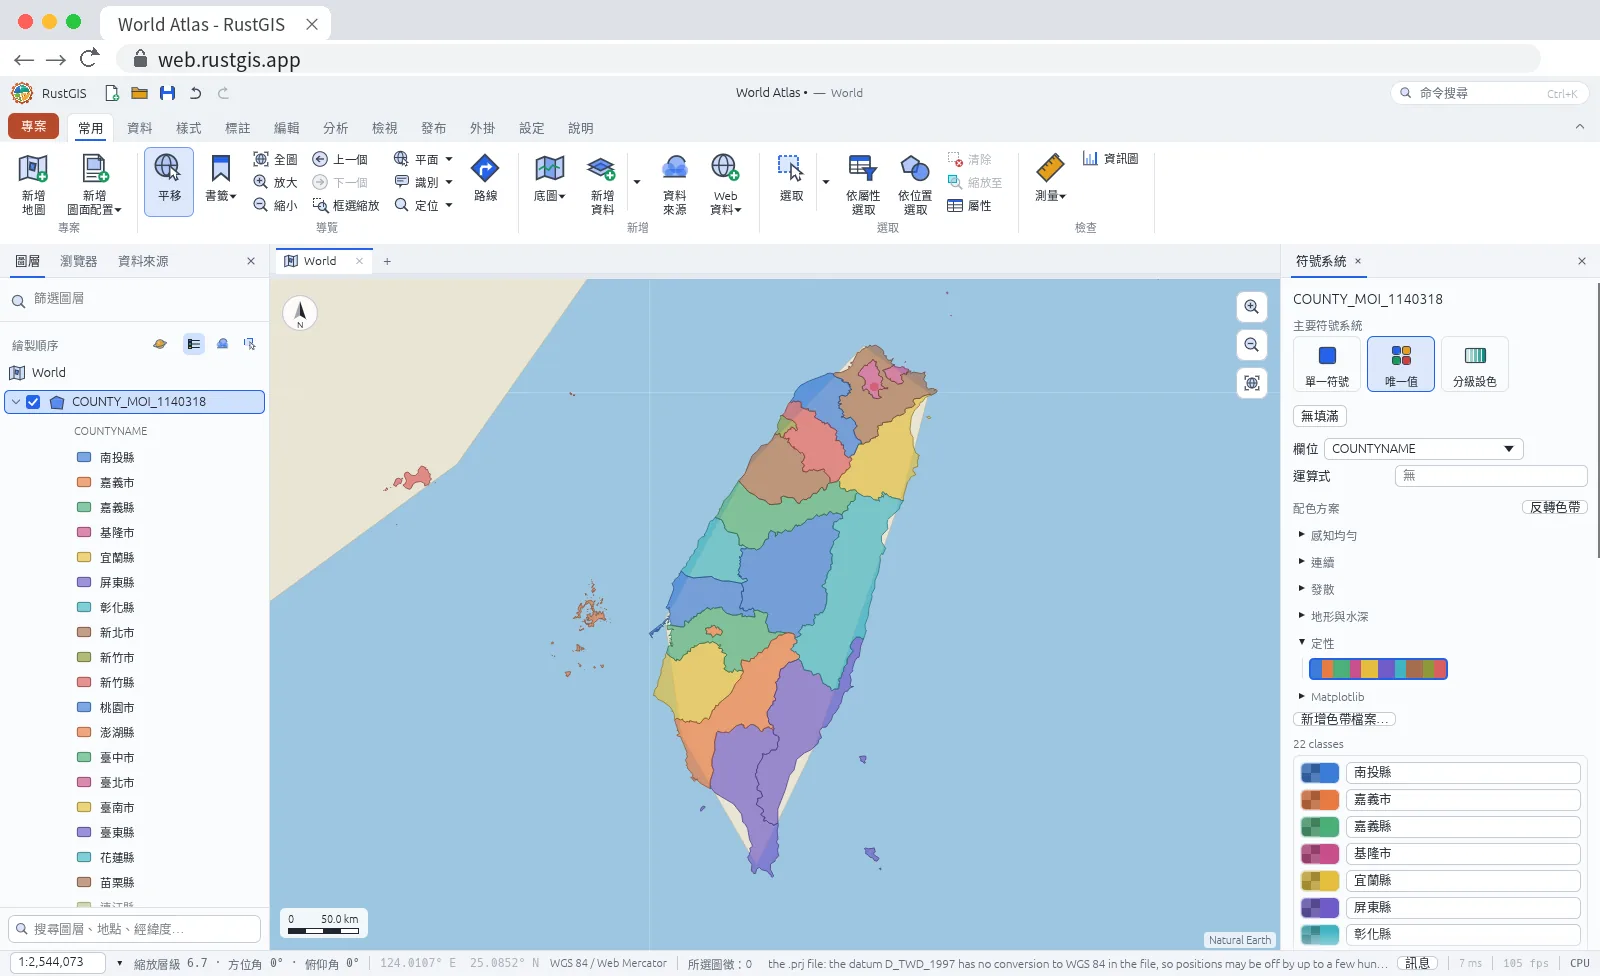 World Atlas - RustGIS
web.rustgis.app
RustGIS
World Atlas • — World
命令搜尋 Ctrl+K
專案 常用 資料 樣式 標註 編輯 分析 檢視 發布 外掛 設定 說明
新增地圖
新增圖面配置
專案
平移
書籤
全圖
放大
縮小
上一個
下一個
框選縮放
平面
識別
定位
路線
導覽
底圖
新增資料
資料來源
Web資料
新增
選取
依屬性選取
依位置選取
清除
縮放至
屬性
選取
測量
資訊圖
檢查
圖層 瀏覽器 資料來源
篩選圖層
繪製順序
World
COUNTY_MOI_1140318
COUNTYNAME
南投縣
嘉義市
嘉義縣
基隆市
宜蘭縣
屏東縣
彰化縣
新北市
新竹市
新竹縣
桃園市
澎湖縣
臺中市
臺北市
臺南市
臺東縣
花蓮縣
苗栗縣
搜尋圖層、地點、經緯度…
World
N
0 50.0 km
Natural Earth
符號系統
COUNTY_MOI_1140318
主要符號系統
單一符號 唯一值 分級設色
無填滿
欄位 COUNTYNAME
運算式 無
配色方案 反轉色帶
感知均勻
連續
發散
地形與水深
定性
Matplotlib
新增色帶檔案…
22 classes
南投縣
嘉義市
嘉義縣
基隆市
宜蘭縣
屏東縣
彰化縣
1:2,544,073 縮放層級 6.7 · 方位角 0° · 俯仰角 0° 124.0107° E 25.0852° N WGS 84 / Web Mercator 所選圖徵：0 the .prj file: the datum D_TWD_1997 has no conversion to WGS 84 in the file, so positions may be off by up to a few hun… 訊息 7 ms 105 fps CPU